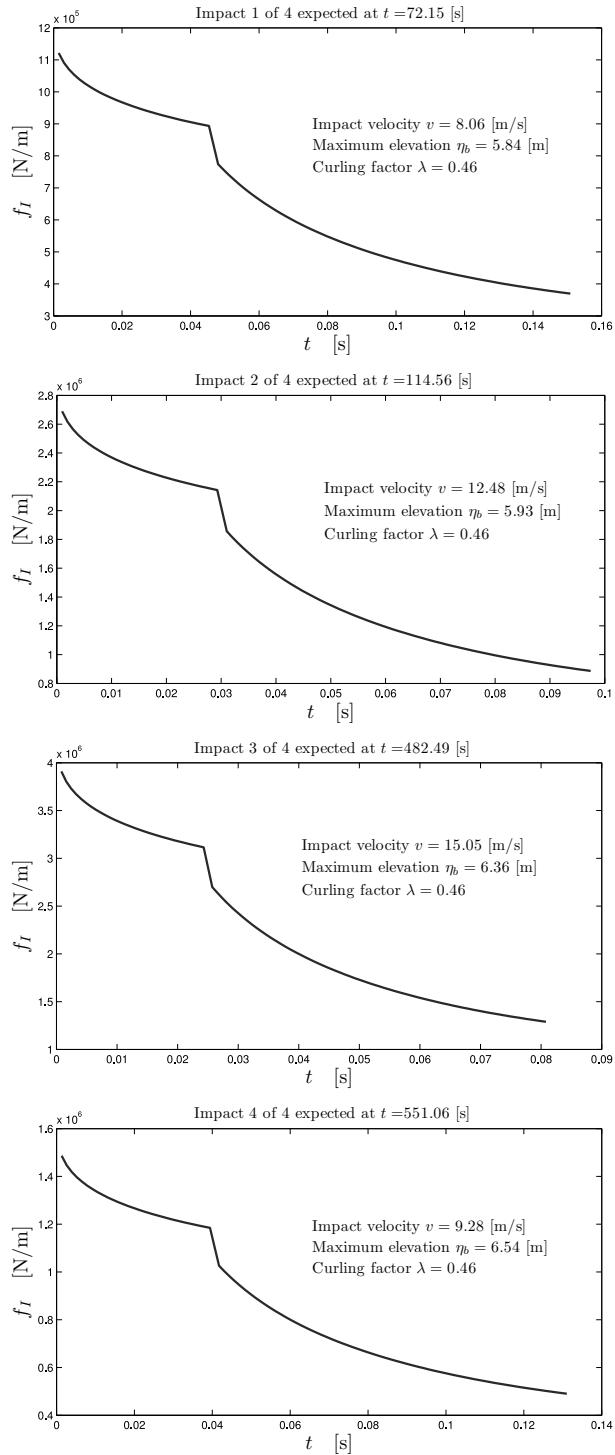 Impact 1 of 4 expected at t =72.15 [s]
x 10⁵
12
11
10
9
8
7
6
5
4
3
f_I [N/m]
Impact velocity v = 8.06 [m/s]
Maximum elevation η_b = 5.84 [m]
Curling factor λ = 0.46
0 0.02 0.04 0.06 0.08 0.1 0.12 0.14 0.16
t [s]
Impact 2 of 4 expected at t =114.56 [s]
x 10⁶
2.8
2.6
2.4
2.2
2
1.8
1.6
1.4
1.2
1
0.8
f_I [N/m]
Impact velocity v = 12.48 [m/s]
Maximum elevation η_b = 5.93 [m]
Curling factor λ = 0.46
0 0.01 0.02 0.03 0.04 0.05 0.06 0.07 0.08 0.09 0.1
t [s]
Impact 3 of 4 expected at t =482.49 [s]
x 10⁶
4
3.5
3
2.5
2
1.5
1
f_I [N/m]
Impact velocity v = 15.05 [m/s]
Maximum elevation η_b = 6.36 [m]
Curling factor λ = 0.46
0 0.01 0.02 0.03 0.04 0.05 0.06 0.07 0.08 0.09
t [s]
Impact 4 of 4 expected at t =551.06 [s]
x 10⁶
1.6
1.4
1.2
1
0.8
0.6
0.4
f_I [N/m]
Impact velocity v = 9.28 [m/s]
Maximum elevation η_b = 6.54 [m]
Curling factor λ = 0.46
0 0.02 0.04 0.06 0.08 0.1 0.12 0.14
t [s]